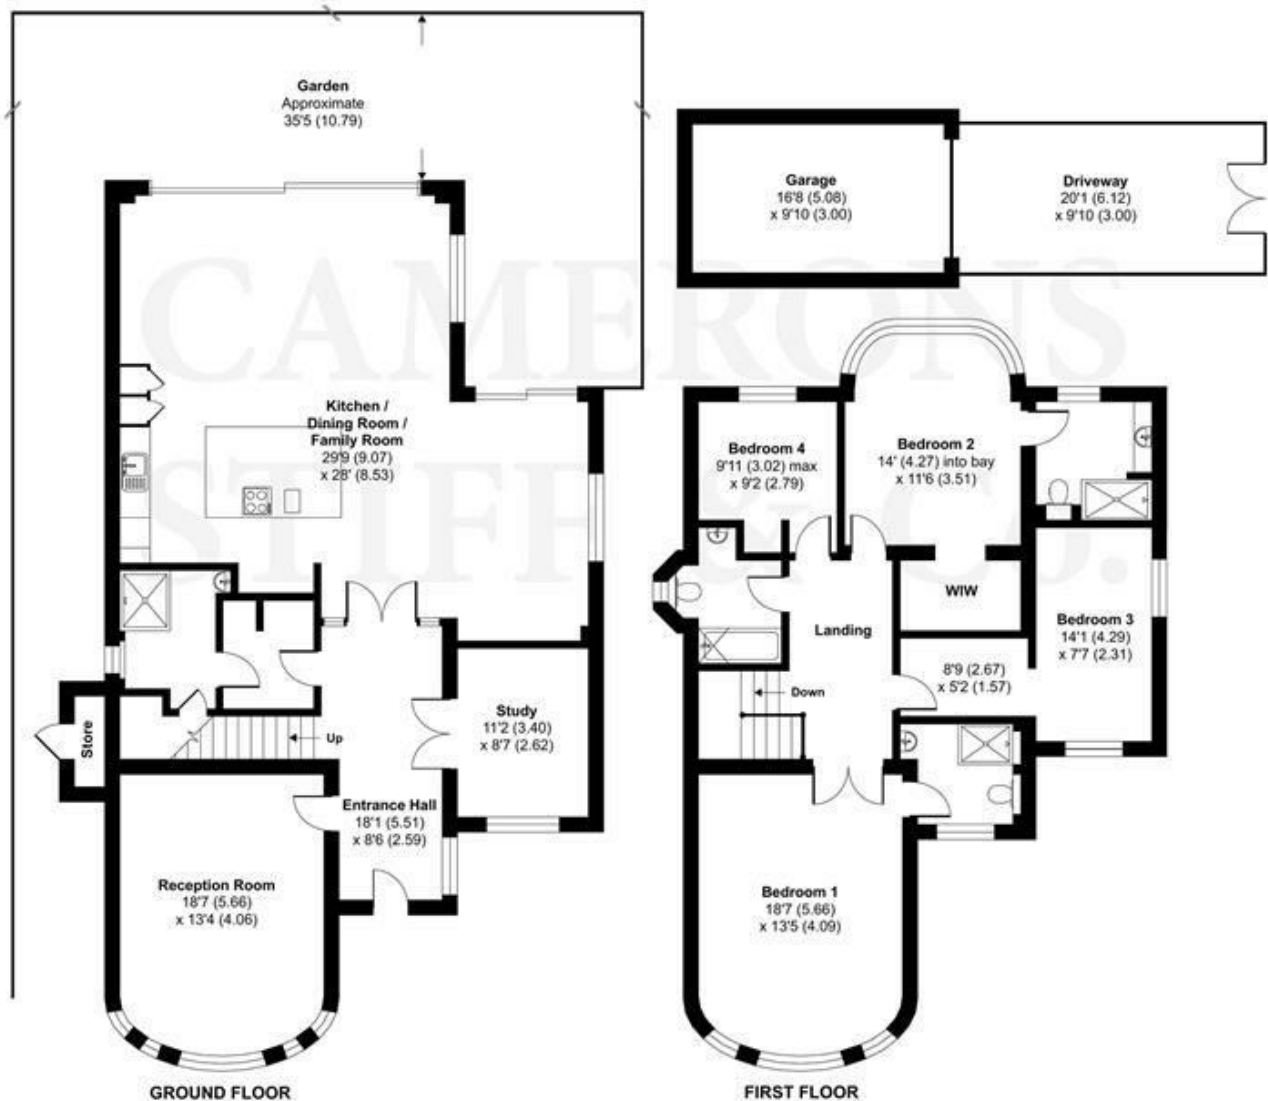 Garden
Approximate
35'5 (10.79)
Garage
16'8 (5.08)
x 9'10 (3.00)
Driveway
20'1 (6.12)
x 9'10 (3.00)
CAMERONS
STIFF & CO.
Kitchen /
Dining Room /
Family Room
29'9 (9.07)
x 28' (8.53)
Bedroom 4
9'11 (3.02) max
x 9'2 (2.79)
Bedroom 2
14' (4.27) into bay
x 11'6 (3.51)
WIW
Bedroom 3
14'1 (4.29)
x 7'7 (2.31)
Landing
8'9 (2.67)
x 5'2 (1.57)
Down
Study
11'2 (3.40)
x 8'7 (2.62)
Store
Up
Entrance Hall
18'1 (5.51)
x 8'6 (2.59)
Reception Room
18'7 (5.66)
x 13'4 (4.06)
Bedroom 1
18'7 (5.66)
x 13'5 (4.09)
GROUND FLOOR
FIRST FLOOR